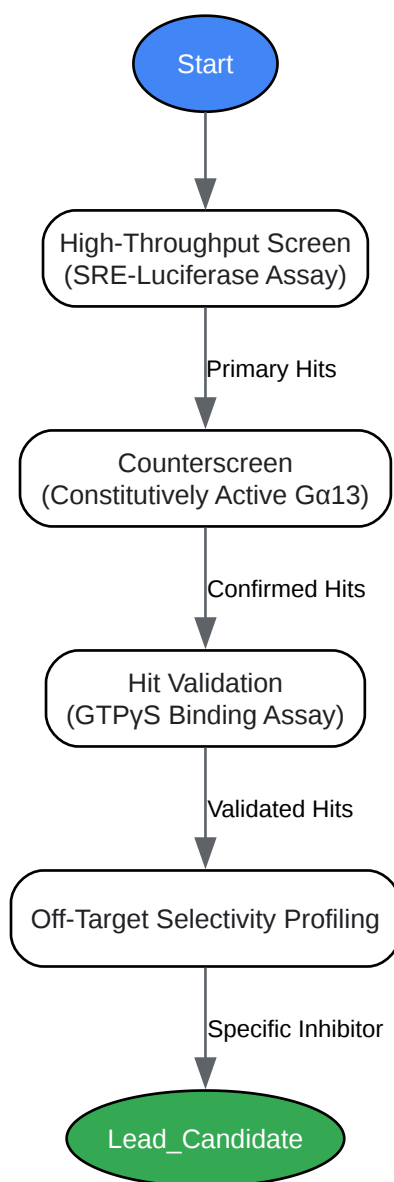 Start
High-Throughput Screen
(SRE-Luciferase Assay)
Primary Hits
Counterscreen
(Constitutively Active Gα13)
Confirmed Hits
Hit Validation
(GTPγS Binding Assay)
Validated Hits
Off-Target Selectivity Profiling
Specific Inhibitor
Lead_Candidate